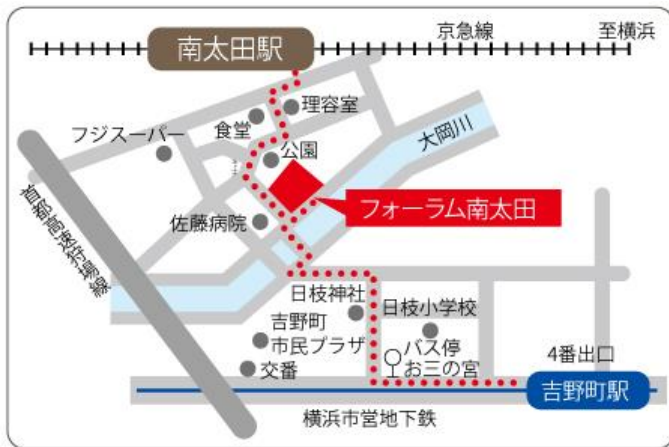 南太田駅
京急線
至横浜
理容室
食堂
フジスーパー
公園
大岡川
フォーラム南太田
佐藤病院
首都高速狩場線
日枝神社
日枝小学校
吉野町
市民プラザ
バス停
お三の宮
交番
4番出口
吉野町駅
横浜市営地下鉄